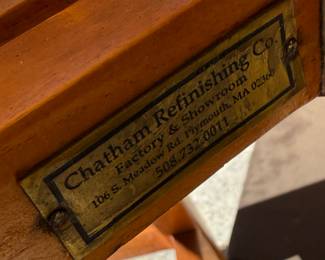 Chatham Refinishing Co.
Factory & Showroom
106 S. Meadow Rd. Plymouth, MA 02360
508-732-0011